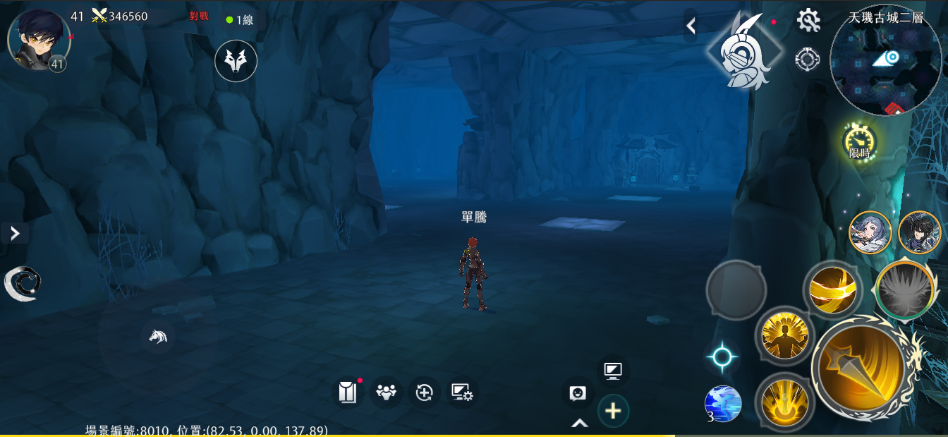 41 346560 對戰 1線
41
天璣古城二層
限時
單騰
3
場景編號:8010, 位置:(82.53, 0.00, 137.89)